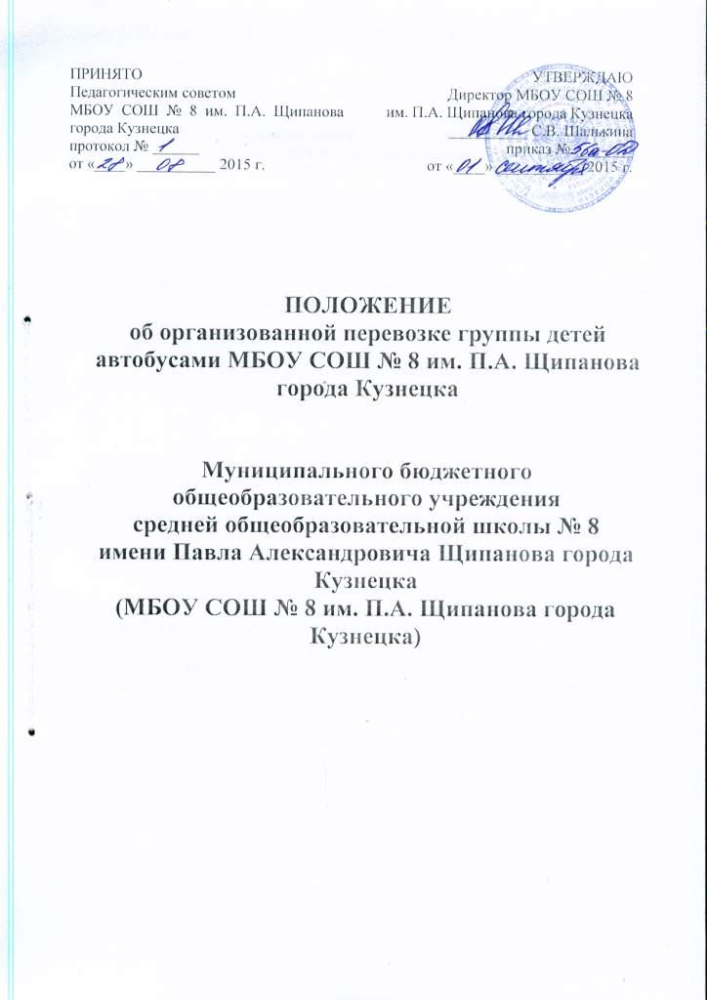 ПРИНЯТО
Педагогическим советом
МБОУ СОШ № 8 им. П.А. Щипанова
города Кузнецка
протокол № 1
от «28» 08 2015 г.
УТВЕРЖДАЮ
Директор МБОУ СОШ № 8
им. П.А. Щипанова города Кузнецка
С.В. Шалькина
приказ № 56а-ОД
от «01» сентября 2015 г.
ПОЛОЖЕНИЕ
об организованной перевозке группы детей
автобусами МБОУ СОШ № 8 им. П.А. Щипанова
города Кузнецка
Муниципального бюджетного
общеобразовательного учреждения
средней общеобразовательной школы № 8
имени Павла Александровича Щипанова города
Кузнецка
(МБОУ СОШ № 8 им. П.А. Щипанова города
Кузнецка)